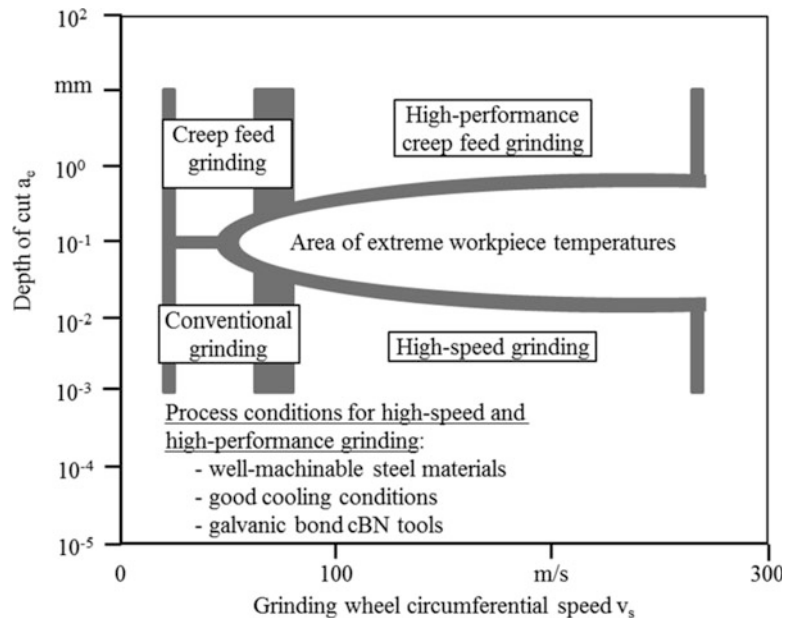 10²
mm
10⁰
10⁻¹
10⁻²
10⁻³
10⁻⁴
10⁻⁵
Depth of cut aₑ
Creep feed
grinding
High-performance
creep feed grinding
Area of extreme workpiece temperatures
Conventional
grinding
High-speed grinding
Process conditions for high-speed and
high-performance grinding:
- well-machinable steel materials
- good cooling conditions
- galvanic bond cBN tools
0
100
m/s
300
Grinding wheel circumferential speed vₛ